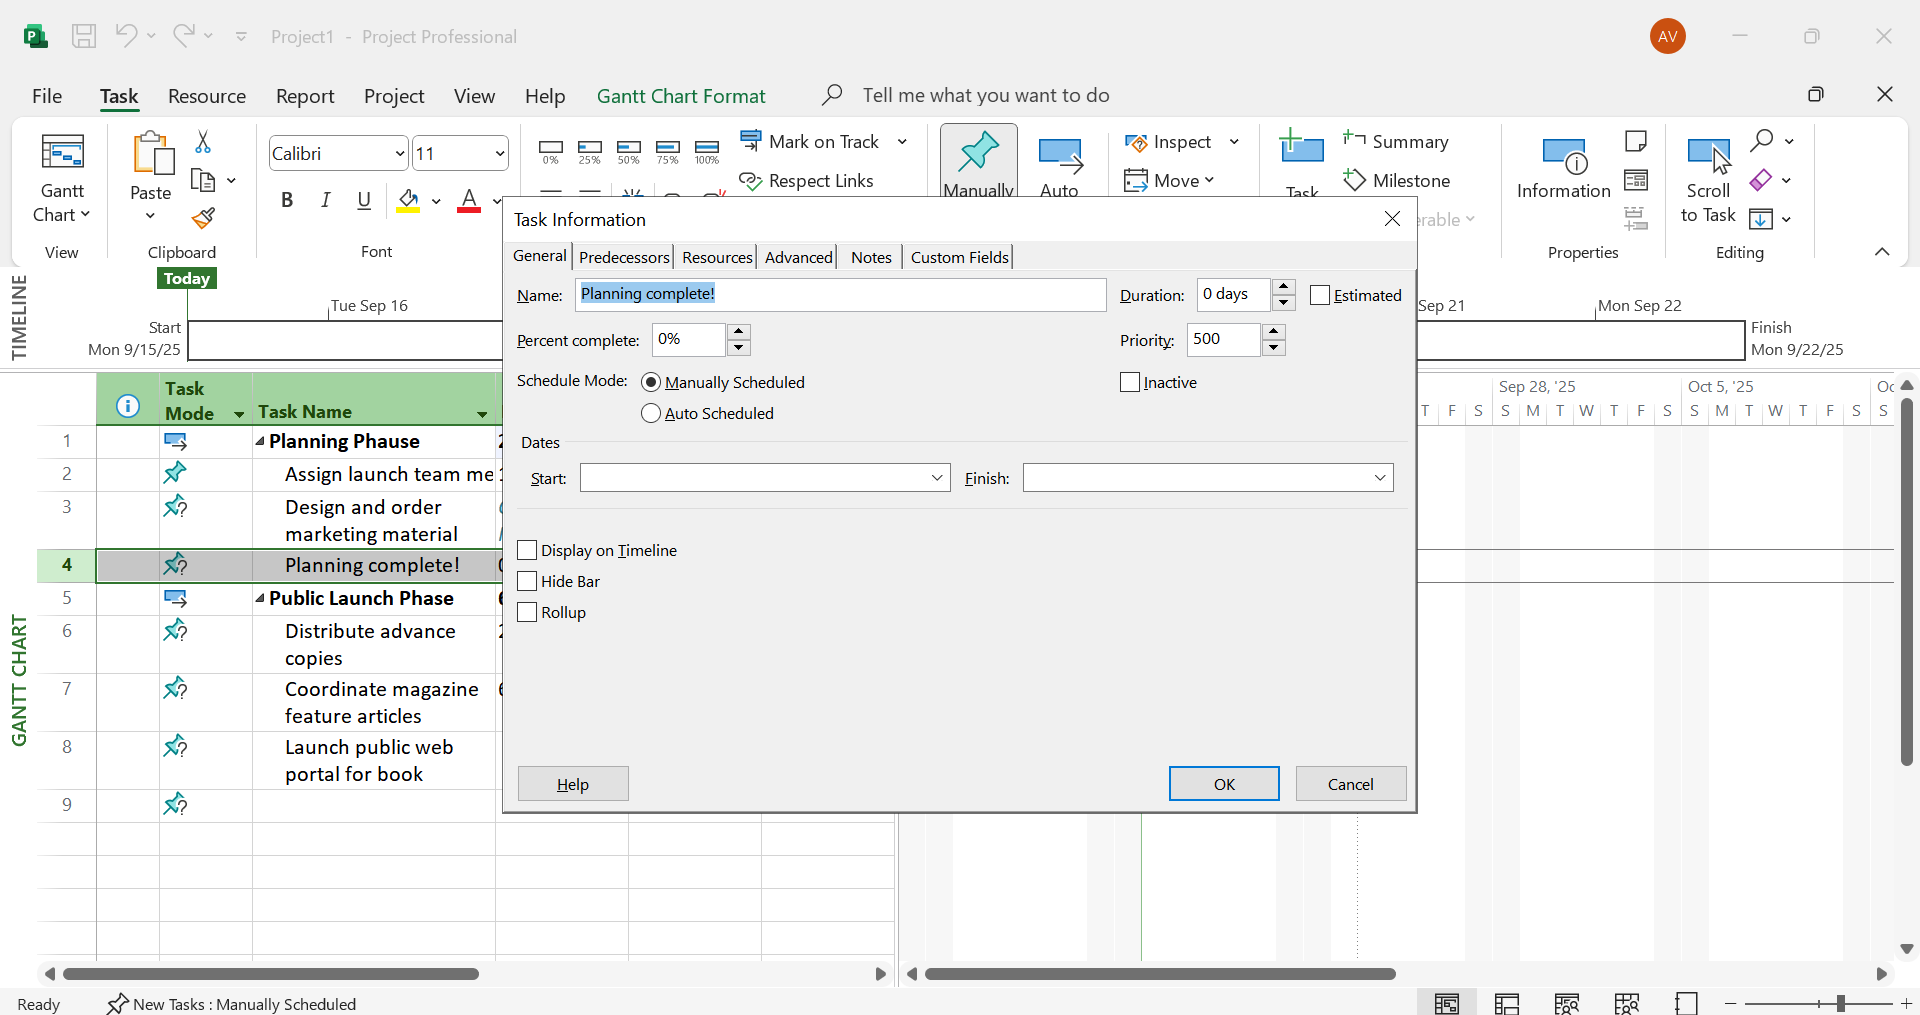 Project1 - Project Professional
AV
File Task Resource Report Project View Help Gantt Chart Format Tell me what you want to do
Gantt
Chart
View
Paste
Clipboard
Calibri 11
B I U A
Font
0% 25% 50% 75% 100%
Mark on Track
Respect Links
Manually
Auto
Inspect
Move
Task
Summary
Milestone
erable
Information
Properties
Scroll
to Task
Editing
TIMELINE
Today
Tue Sep 16
Sep 21
Mon Sep 22
Start
Mon 9/15/25
Finish
Mon 9/22/25
Task Information
General Predecessors Resources Advanced Notes Custom Fields
Name: Planning complete! Duration: 0 days Estimated
Percent complete: 0% Priority: 500
Schedule Mode: Manually Scheduled Inactive
Auto Scheduled
Dates
Start: Finish:
Display on Timeline
Hide Bar
Rollup
Help OK Cancel
GANTT CHART
Task
Mode Task Name
1 Planning Phause
2 Assign launch team me
3 Design and order
marketing material
4 Planning complete!
5 Public Launch Phase
6 Distribute advance
copies
7 Coordinate magazine
feature articles
8 Launch public web
portal for book
9
Sep 28, '25 Oct 5, '25
T F S S M T W T F S S M T W T F S S
Ready New Tasks : Manually Scheduled